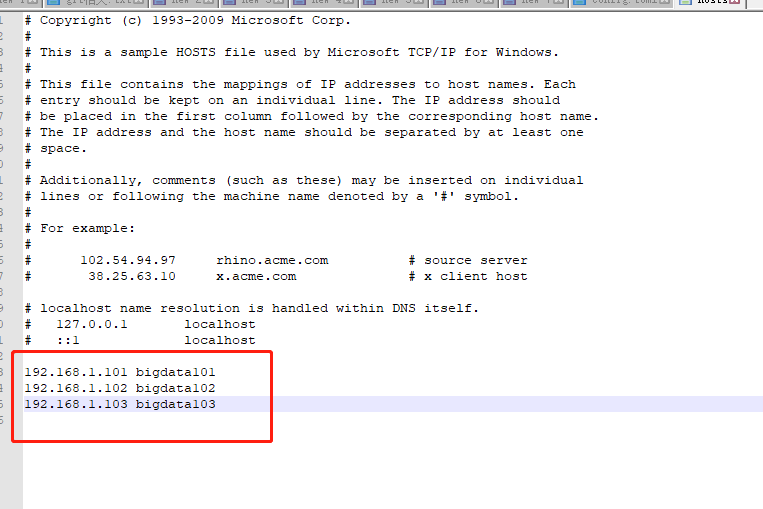 # Copyright (c) 1993-2009 Microsoft Corp.
#
# This is a sample HOSTS file used by Microsoft TCP/IP for Windows.
#
# This file contains the mappings of IP addresses to host names. Each
# entry should be kept on an individual line. The IP address should
# be placed in the first column followed by the corresponding host name.
# The IP address and the host name should be separated by at least one
# space.
#
# Additionally, comments (such as these) may be inserted on individual
# lines or following the machine name denoted by a '#' symbol.
#
# For example:
#
#      102.54.94.97     rhino.acme.com          # source server
#       38.25.63.10     x.acme.com              # x client host

# localhost name resolution is handled within DNS itself.
#   127.0.0.1       localhost
#   ::1             localhost

192.168.1.101 bigdata101
192.168.1.102 bigdata102
192.168.1.103 bigdata103